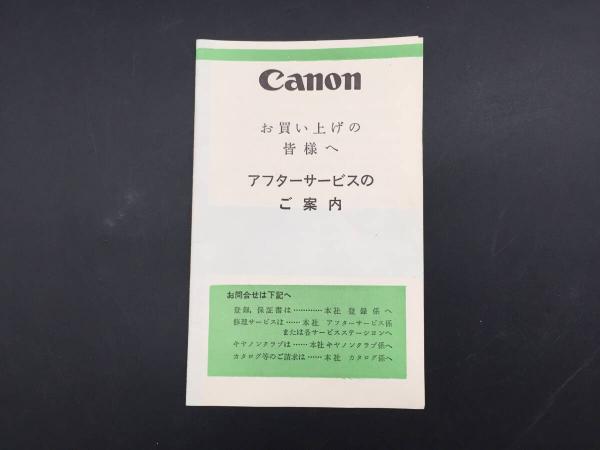 Canon
お買い上げの
皆様へ
アフターサービスの
ご案内
お問合せは下記へ
登録,保証書は…………本社 登録係へ
修理サービスは……本社 アフターサービス係
または各サービスステーションへ
キヤノンクラブは……本社キヤノンクラブ係へ
カタログ等のご請求は……本社 カタログ係へ